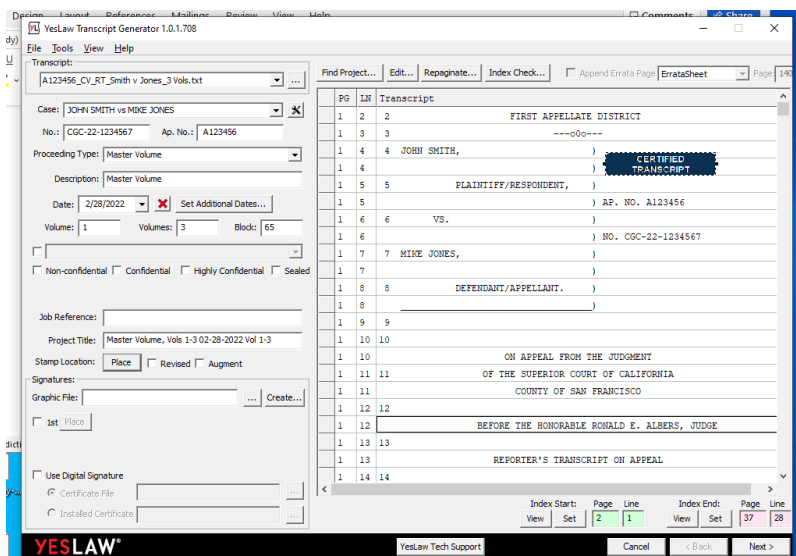 Design Layout References Mailings Review View Help Comments Share
YesLaw Transcript Generator 1.0.1.708
File Tools View Help
Transcript:
A123456_CV_RT_Smith v Jones_3 Vols.txt ...
Find Project... Edit... Repaginate... Index Check... Append Errata Page ErrataSheet Page: 140
Case: JOHN SMITH vs MIKE JONES
No.: CGC-22-1234567 Ap. No.: A123456
Proceeding Type: Master Volume
Description: Master Volume
Date: 2/28/2022 Set Additional Dates...
Volume: 1 Volumes: 3 Block: 65
Non-confidential Confidential Highly Confidential Sealed
Job Reference:
Project Title: Master Volume, Vols 1-3 02-28-2022 Vol 1-3
Stamp Location: Place Revised Augment
Signatures:
Graphic File: ... Create...
1st Place
Use Digital Signature
Certificate File ...
Installed Certificate ...
PG LN Transcript
1 2 2 FIRST APPELLATE DISTRICT
1 3 3 ---o0o---
1 4 4 JOHN SMITH, )
1 4 )
CERTIFIED
TRANSCRIPT
1 5 5 PLAINTIFF/RESPONDENT, )
1 5 ) AP. NO. A123456
1 6 6 VS. )
1 6 ) NO. CGC-22-1234567
1 7 7 MIKE JONES, )
1 7 )
1 8 8 DEFENDANT/APPELLANT. )
1 8 )
1 9 9
1 10 10
1 10 ON APPEAL FROM THE JUDGMENT
1 11 11 OF THE SUPERIOR COURT OF CALIFORNIA
1 11 COUNTY OF SAN FRANCISCO
1 12 12
1 12 BEFORE THE HONORABLE RONALD E. ALBERS, JUDGE
1 13 13
1 13 REPORTER'S TRANSCRIPT ON APPEAL
1 14 14
Index Start: Page Line Index End: Page Line
View Set 2 1 View Set 37 28
YESLAW® YesLaw Tech Support Cancel < Back Next >